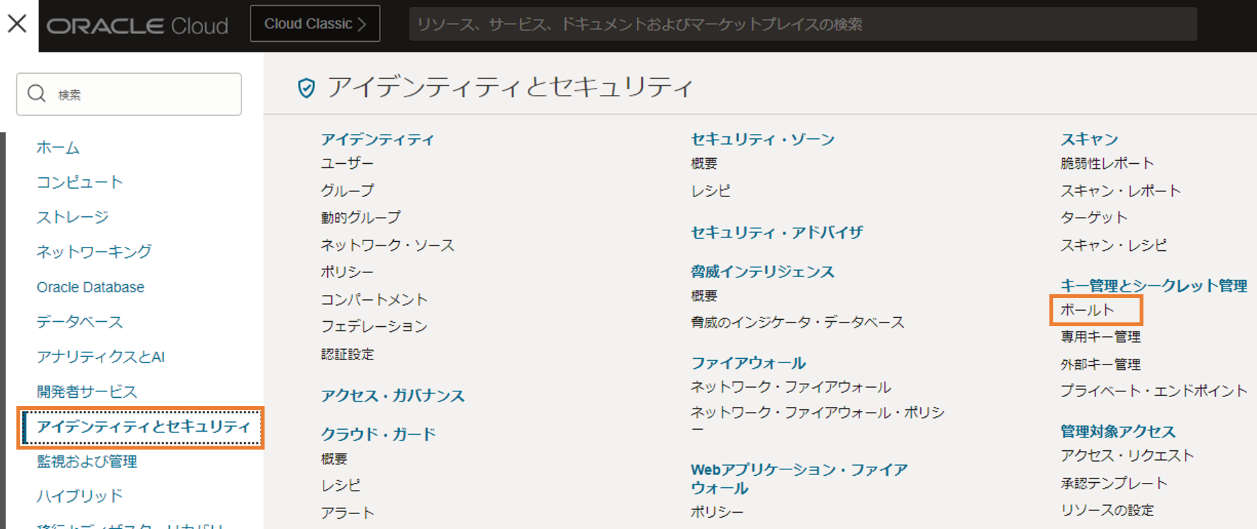 ORACLE Cloud
Cloud Classic
リソース、サービス、ドキュメントおよびマーケットプレイスの検索
検索
ホーム
コンピュート
ストレージ
ネットワーキング
Oracle Database
データベース
アナリティクスとAI
開発者サービス
アイデンティティとセキュリティ
監視および管理
ハイブリッド
アイデンティティとセキュリティ
アイデンティティ
ユーザー
グループ
動的グループ
ネットワーク・ソース
ポリシー
コンパートメント
フェデレーション
認証設定
アクセス・ガバナンス
クラウド・ガード
概要
レシピ
アラート
セキュリティ・ゾーン
概要
レシピ
セキュリティ・アドバイザ
脅威インテリジェンス
概要
脅威のインジケータ・データベース
ファイアウォール
ネットワーク・ファイアウォール
ネットワーク・ファイアウォール・ポリシ
ー
Webアプリケーション・ファイア
ウォール
ポリシー
スキャン
脆弱性レポート
スキャン・レポート
ターゲット
スキャン・レシピ
キー管理とシークレット管理
ボールト
専用キー管理
外部キー管理
プライベート・エンドポイント
管理対象アクセス
アクセス・リクエスト
承認テンプレート
リソースの設定